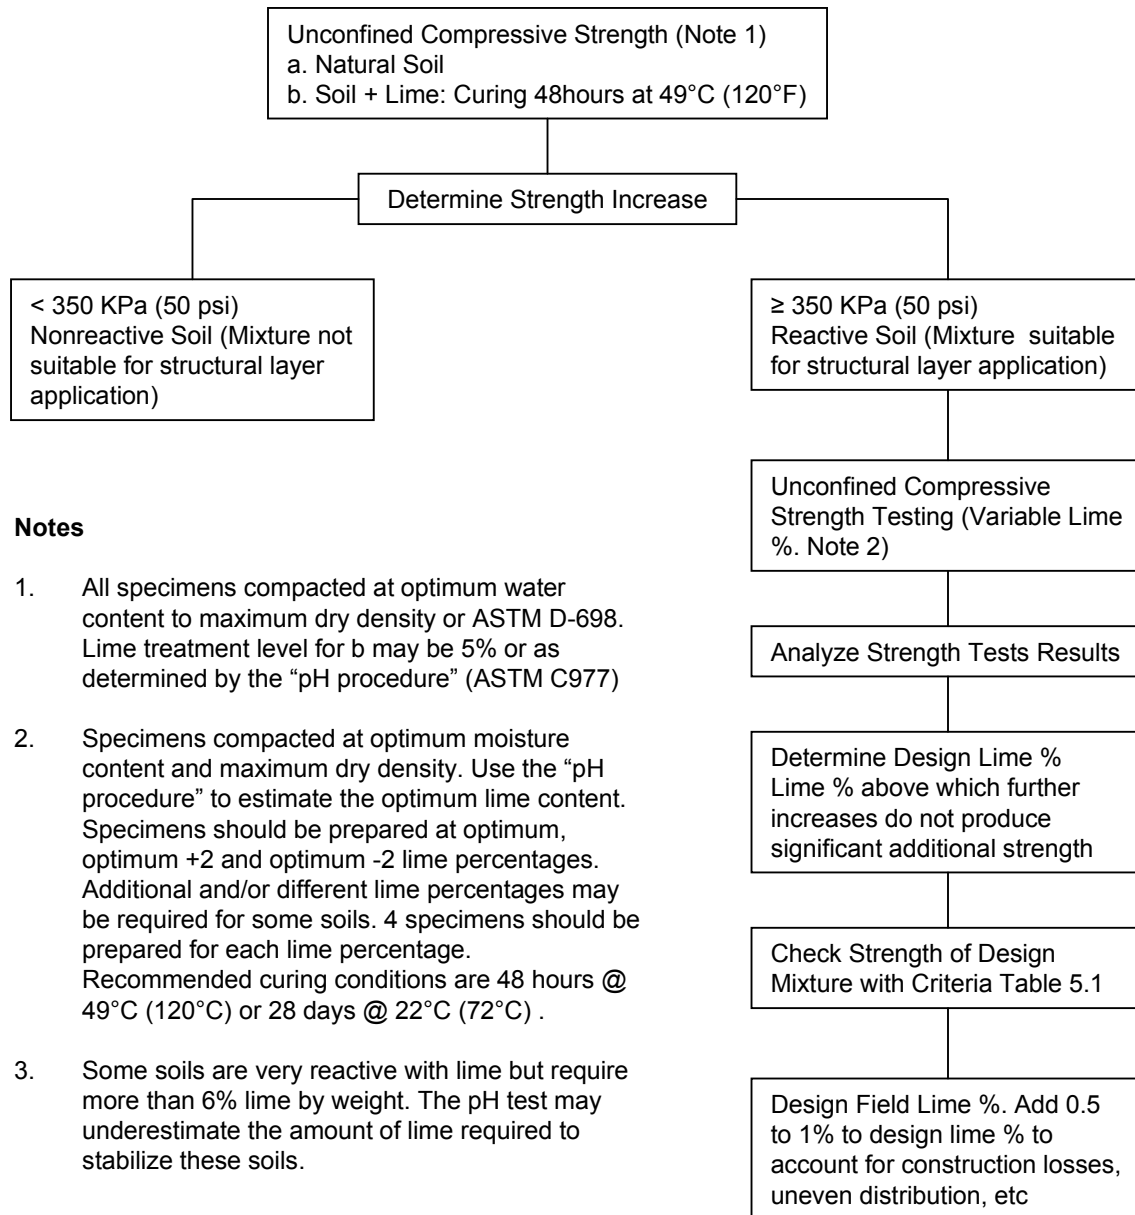 Unconfined Compressive Strength (Note 1)
a. Natural Soil
b. Soil + Lime: Curing 48hours at 49°C (120°F)
Determine Strength Increase
< 350 KPa (50 psi)
Nonreactive Soil (Mixture not
suitable for structural layer
application)
≥ 350 KPa (50 psi)
Reactive Soil (Mixture suitable
for structural layer application)
Unconfined Compressive
Strength Testing (Variable Lime
%. Note 2)
Analyze Strength Tests Results
Determine Design Lime %
Lime % above which further
increases do not produce
significant additional strength
Check Strength of Design
Mixture with Criteria Table 5.1
Design Field Lime %. Add 0.5
to 1% to design lime % to
account for construction losses,
uneven distribution, etc
Notes
1. All specimens compacted at optimum water
content to maximum dry density or ASTM D-698.
Lime treatment level for b may be 5% or as
determined by the “pH procedure” (ASTM C977)
2. Specimens compacted at optimum moisture
content and maximum dry density. Use the “pH
procedure” to estimate the optimum lime content.
Specimens should be prepared at optimum,
optimum +2 and optimum -2 lime percentages.
Additional and/or different lime percentages may
be required for some soils. 4 specimens should be
prepared for each lime percentage.
Recommended curing conditions are 48 hours @
49°C (120°C) or 28 days @ 22°C (72°C) .
3. Some soils are very reactive with lime but require
more than 6% lime by weight. The pH test may
underestimate the amount of lime required to
stabilize these soils.